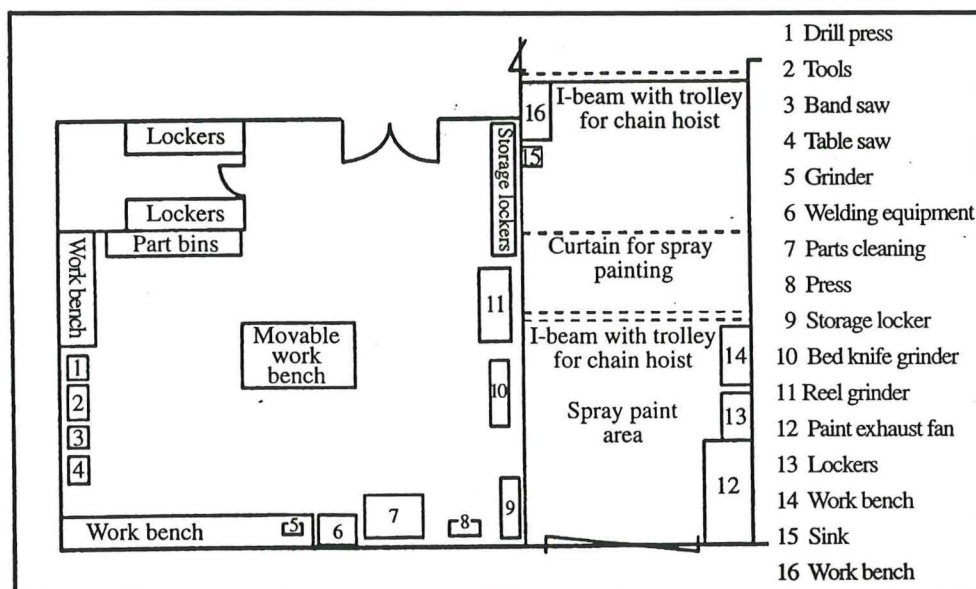 Lockers
Lockers
Part bins
Work bench
1
2
3
4
Work bench
5
6
7
8
9
10
11
Storage lockers
Movable
work
bench
16
15
I-beam with trolley
for chain hoist
Curtain for spray
painting
I-beam with trolley
for chain hoist
14
13
12
Spray paint
area
1 Drill press
2 Tools
3 Band saw
4 Table saw
5 Grinder
6 Welding equipment
7 Parts cleaning
8 Press
9 Storage locker
10 Bed knife grinder
11 Reel grinder
12 Paint exhaust fan
13 Lockers
14 Work bench
15 Sink
16 Work bench